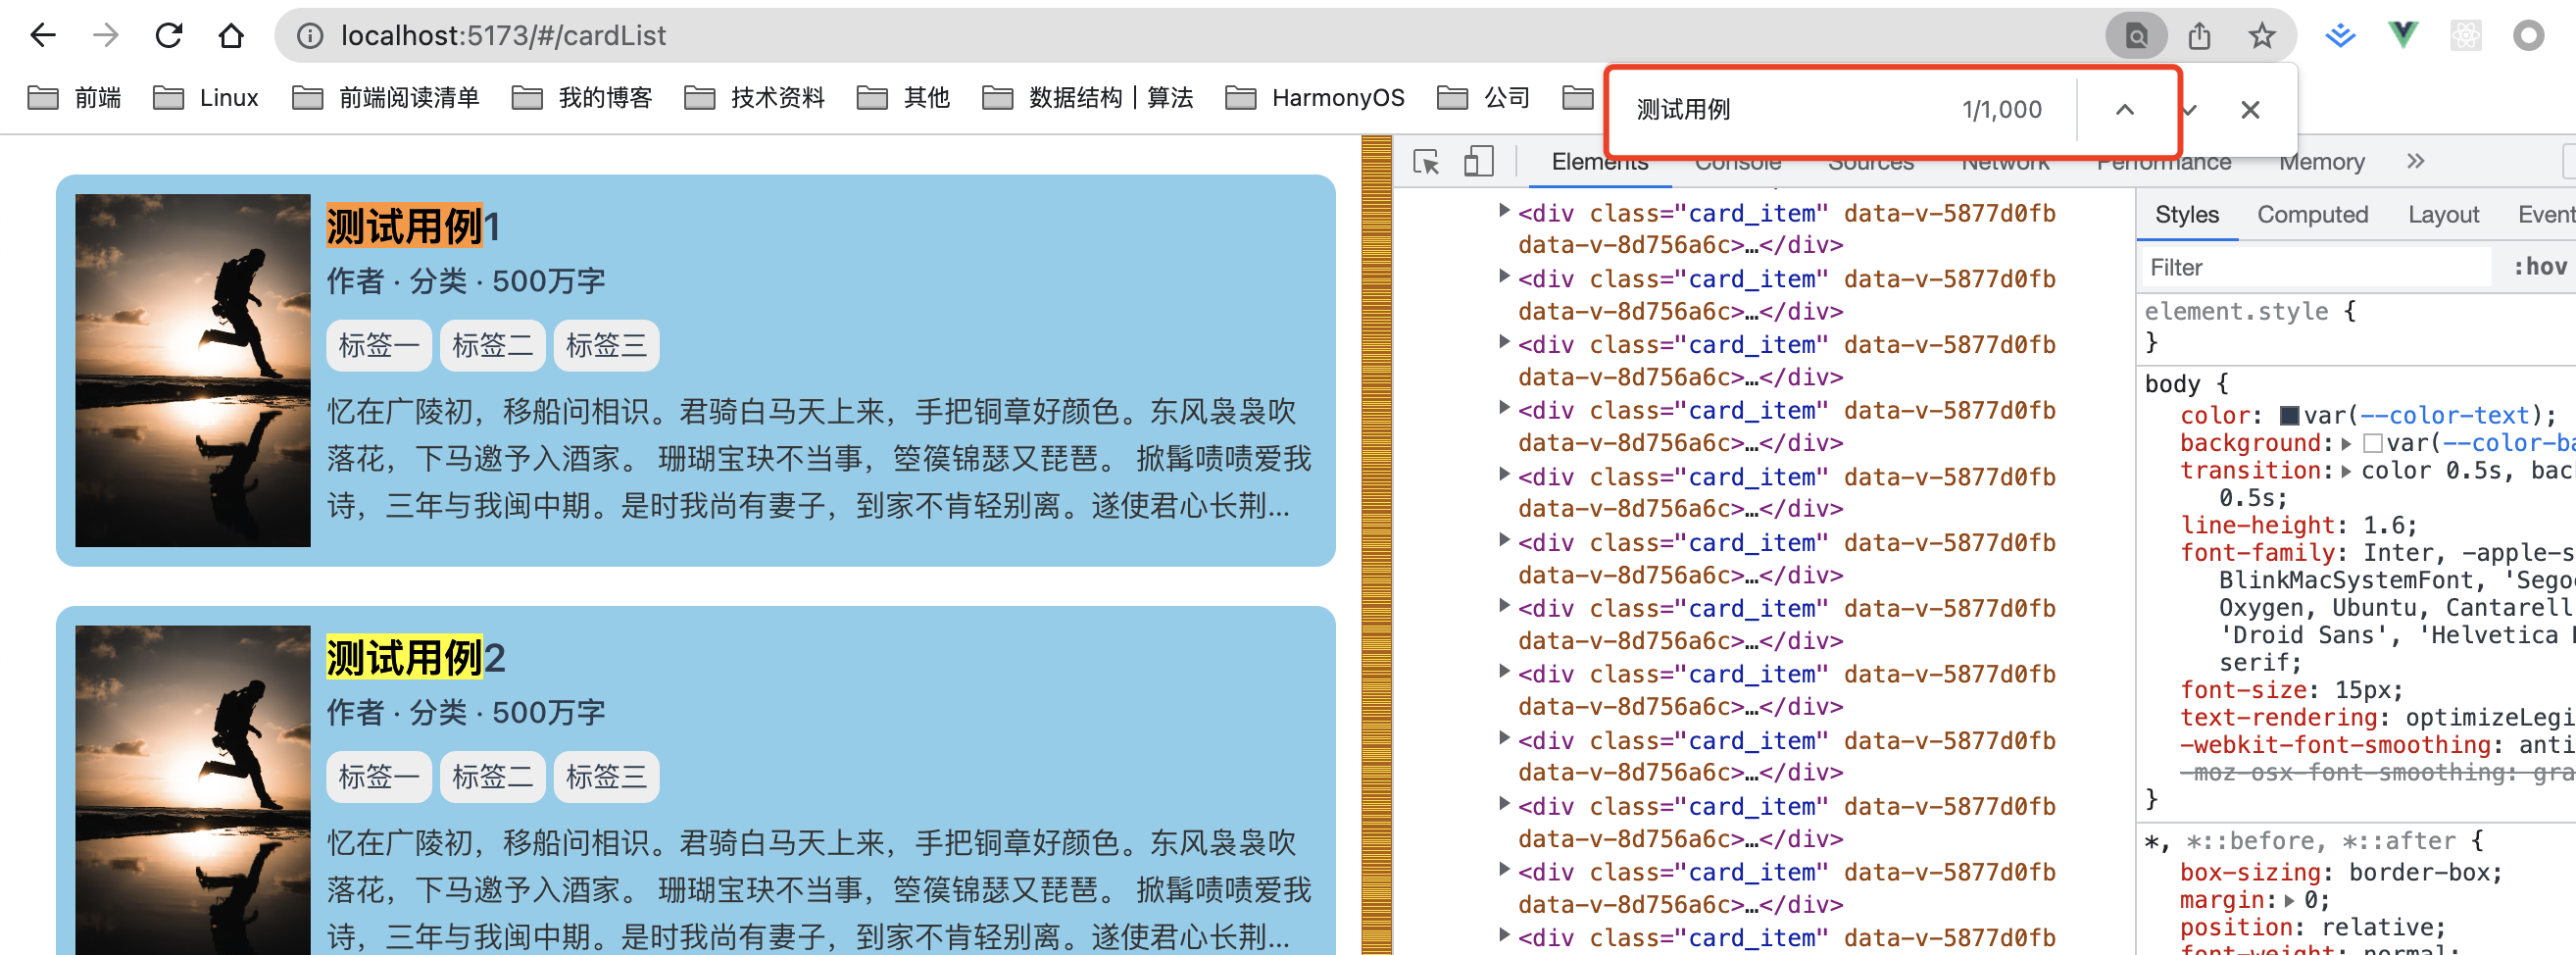 localhost:5173/#/cardList
前端 Linux 前端阅读清单 我的博客 技术资料 其他 数据结构 | 算法 HarmonyOS 公司
测试用例 1/1,000
Elements Console Sources Network Performance Memory
测试用例1
作者 · 分类 · 500万字
标签一 标签二 标签三
忆在广陵初，移船问相识。君骑白马天上来，手把铜章好颜色。东风袅袅吹
落花，下马邀予入酒家。 珊瑚宝玦不当事，箜篌锦瑟又琵琶。 掀髯啧啧爱我
诗，三年与我闽中期。是时我尚有妻子，到家不肯轻别离。遂使君心长荆...
测试用例2
作者 · 分类 · 500万字
标签一 标签二 标签三
忆在广陵初，移船问相识。君骑白马天上来，手把铜章好颜色。东风袅袅吹
落花，下马邀予入酒家。 珊瑚宝玦不当事，箜篌锦瑟又琵琶。 掀髯啧啧爱我
诗，三年与我闽中期。是时我尚有妻子，到家不肯轻别离。遂使君心长荆...
<div class="card_item" data-v-5877d0fb
data-v-8d756a6c>…</div>
<div class="card_item" data-v-5877d0fb
data-v-8d756a6c>…</div>
<div class="card_item" data-v-5877d0fb
data-v-8d756a6c>…</div>
<div class="card_item" data-v-5877d0fb
data-v-8d756a6c>…</div>
<div class="card_item" data-v-5877d0fb
data-v-8d756a6c>…</div>
<div class="card_item" data-v-5877d0fb
data-v-8d756a6c>…</div>
<div class="card_item" data-v-5877d0fb
data-v-8d756a6c>…</div>
<div class="card_item" data-v-5877d0fb
data-v-8d756a6c>…</div>
<div class="card_item" data-v-5877d0fb
data-v-8d756a6c>…</div>
<div class="card_item" data-v-5877d0fb
data-v-8d756a6c>…</div>
<div class="card_item" data-v-5877d0fb
data-v-8d756a6c>…</div>
<div class="card_item" data-v-5877d0fb
Styles Computed Layout Event
Filter :hov
element.style {
}
body {
color: var(--color-text);
background: var(--color-ba
transition: color 0.5s, bac
0.5s;
line-height: 1.6;
font-family: Inter, -apple-s
BlinkMacSystemFont, 'Sego
Oxygen, Ubuntu, Cantarell
'Droid Sans', 'Helvetica
serif;
font-size: 15px;
text-rendering: optimizeLegi
-webkit-font-smoothing: anti
-moz-osx-font-smoothing: gra
}
*, *::before, *::after {
box-sizing: border-box;
margin: 0;
position: relative;
font-weight: normal;